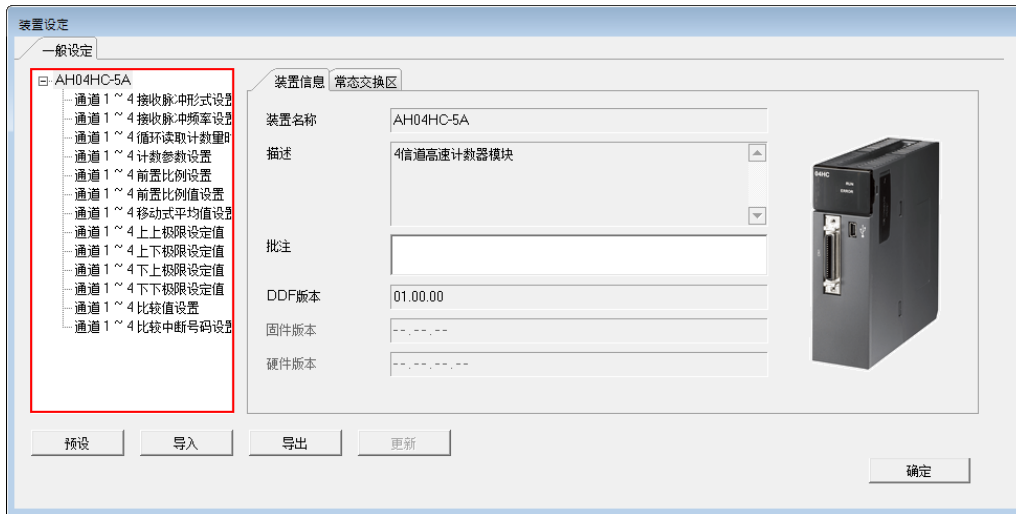 装置设定
一般设定
AH04HC-5A
通道 1 ~ 4 接收脉冲形式设
通道 1 ~ 4 接收脉冲频率设
通道 1 ~ 4 循环读取计数量
通道 1 ~ 4 计数参数设置
通道 1 ~ 4 前置比例设置
通道 1 ~ 4 前置比例值设置
通道 1 ~ 4 移动式平均值设
通道 1 ~ 4 上上极限设定值
通道 1 ~ 4 上下极限设定值
通道 1 ~ 4 下上极限设定值
通道 1 ~ 4 下下极限设定值
通道 1 ~ 4 比较值设置
通道 1 ~ 4 比较中断号码设
装置信息 常态交换区
装置名称 AH04HC-5A
描述 4信道高速计数器模块
批注
DDF版本 01.00.00
固件版本 --.--.--
硬件版本 --.--.--.--
04HC
RUN
ERROR
预设 导入 导出 更新
确定